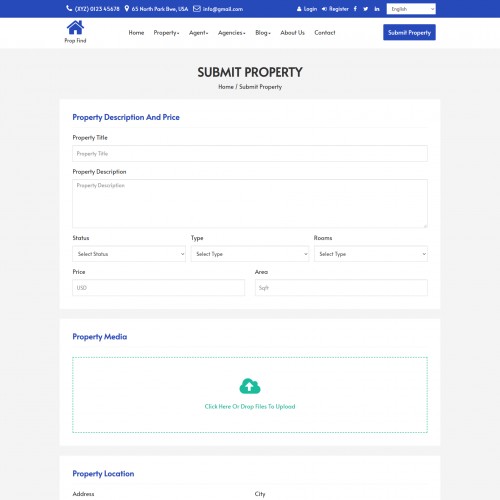 (XYZ) 0123 45678 65 North Park Bve, USA info@gmail.com Login Register English
Prop Find
Home Property Agent Agencies Blog About Us Contact Submit Property
SUBMIT PROPERTY
Home / Submit Property
Property Description And Price
Property Title
Property Title
Property Description
Property Description
Status Type Rooms
Select Status Select Type Select Type
Price Area
USD Sqft
Property Media
Click Here Or Drop Files To Upload
Property Location
Address City